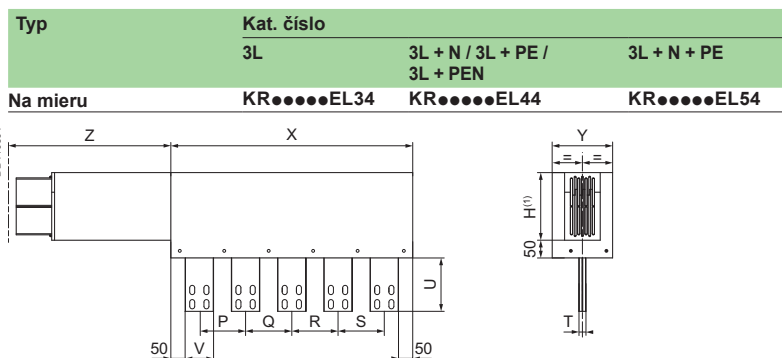 Typ Kat. číslo
3L 3L + N / 3L + PE / 3L + N + PE
3L + PEN
Na mieru KR●●●●●EL34 KR●●●●●EL44 KR●●●●●EL54
Z X Y
= =
H(1)
50
U
P Q R S T
50 V 50